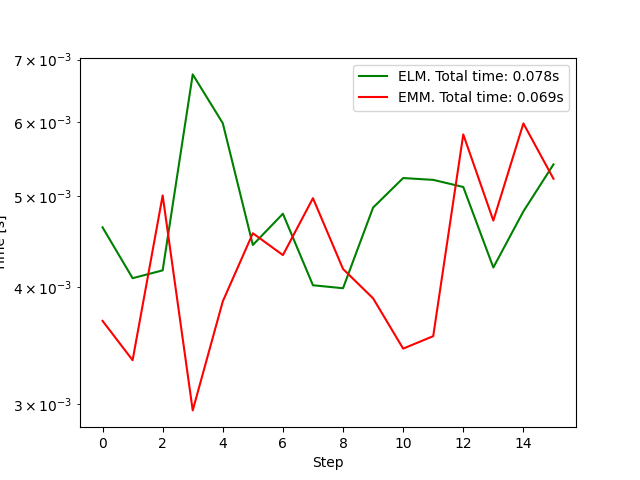 7 × 10⁻³
6 × 10⁻³
5 × 10⁻³
4 × 10⁻³
3 × 10⁻³
ELM. Total time: 0.078s
EMM. Total time: 0.069s
0 2 4 6 8 10 12 14
Step